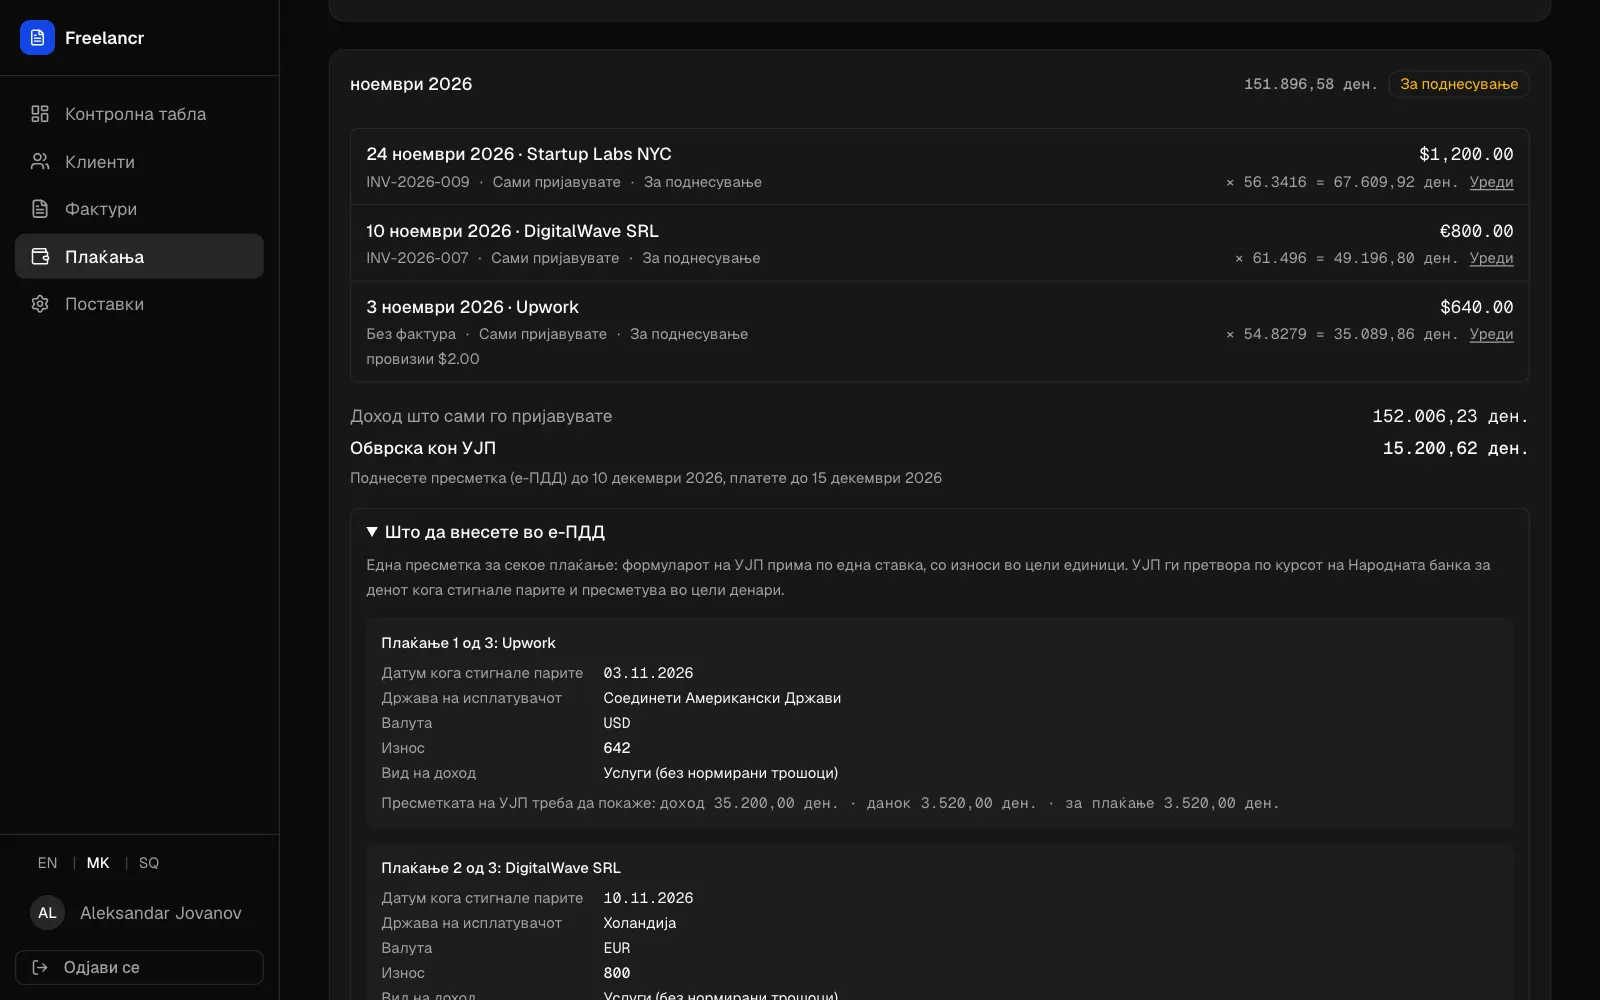 Freelancr
Контролна табла
Клиенти
Фактури
Плаќања
Поставки
EN | MK | SQ
AL Aleksandar Jovanov
Одјави се
ноември 2026 151.896,58 ден. За поднесување
24 ноември 2026 · Startup Labs NYC $1,200.00
INV-2026-009 · Сами пријавувате · За поднесување × 56.3416 = 67.609,92 ден. Уреди
10 ноември 2026 · DigitalWave SRL €800.00
INV-2026-007 · Сами пријавувате · За поднесување × 61.496 = 49.196,80 ден. Уреди
3 ноември 2026 · Upwork $640.00
Без фактура · Сами пријавувате · За поднесување × 54.8279 = 35.089,86 ден. Уреди
провизии $2.00
Доход што сами го пријавувате 152.006,23 ден.
Обврска кон УЈП 15.200,62 ден.
Поднесете пресметка (е-ПДД) до 10 декември 2026, платете до 15 декември 2026
▼ Што да внесете во е-ПДД
Една пресметка за секое плаќање: формуларот на УЈП прима по една ставка, со износи во цели единици. УЈП ги претвора по курсот на Народната банка за
денот кога стигнале парите и пресметува во цели денари.
Плаќање 1 од 3: Upwork
Датум кога стигнале парите 03.11.2026
Држава на исплатувачот Соединети Американски Држави
Валута USD
Износ 642
Вид на доход Услуги (без нормирани трошоци)
Пресметката на УЈП треба да покаже: доход 35.200,00 ден. · данок 3.520,00 ден. · за плаќање 3.520,00 ден.
Плаќање 2 од 3: DigitalWave SRL
Датум кога стигнале парите 10.11.2026
Држава на исплатувачот Холандија
Валута EUR
Износ 800
Вид на доход Услуги (без нормирани трошоци)